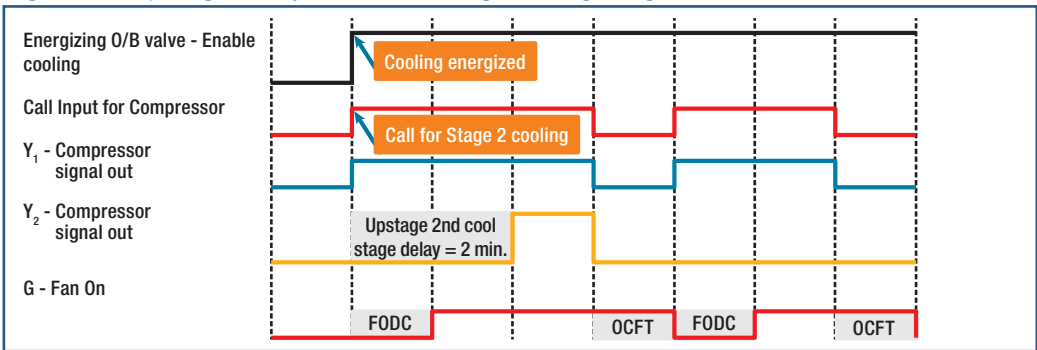 Energizing O/B valve - Enable
cooling
Cooling energized
Call Input for Compressor
Call for Stage 2 cooling
Y1 - Compressor
signal out
Y2 - Compressor
signal out
Upstage 2nd cool
stage delay = 2 min.
G - Fan On
FODC
OCFT
FODC
OCFT